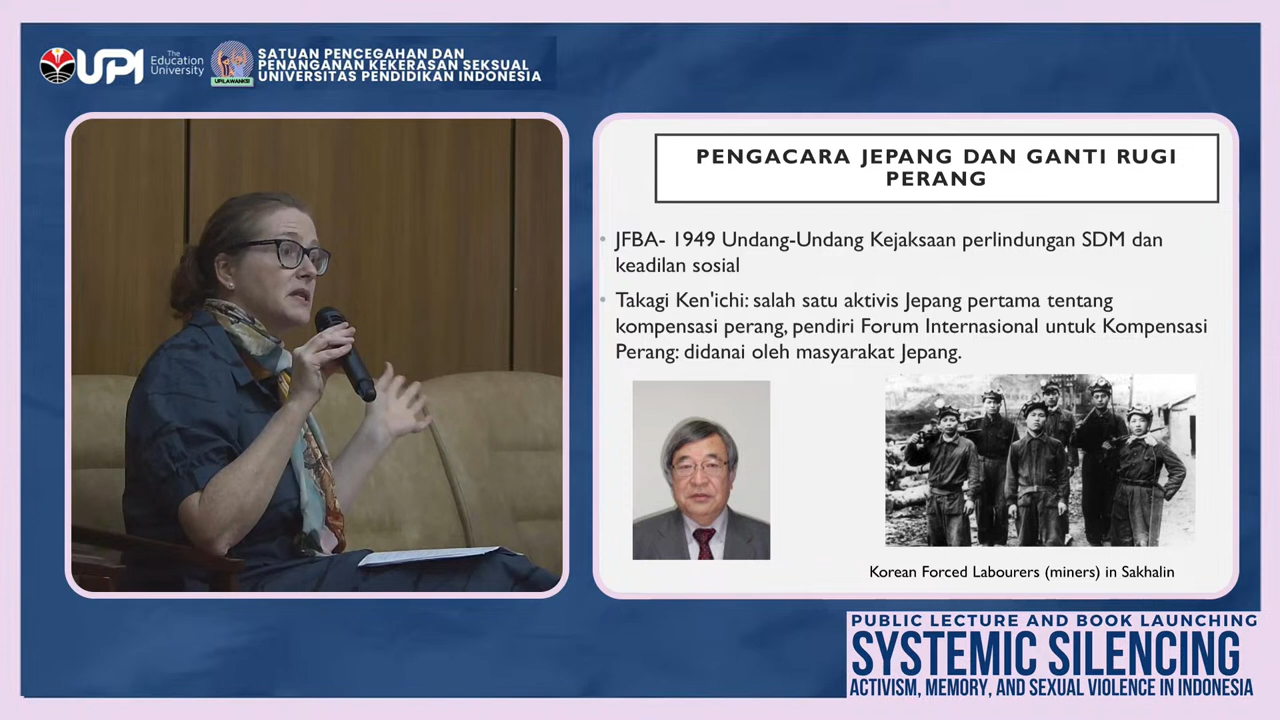 UPI
The
Education
University
UPILAWANKS!
SATUAN PENCEGAHAN DAN
PENANGANAN KEKERASAN SEKSUAL
UNIVERSITAS PENDIDIKAN INDONESIA
PENGACARA JEPANG DAN GANTI RUGI
PERANG
• JFBA- 1949 Undang-Undang Kejaksaan perlindungan SDM dan
keadilan sosial
• Takagi Ken'ichi: salah satu aktivis Jepang pertama tentang
kompensasi perang, pendiri Forum Internasional untuk Kompensasi
Perang: didanai oleh masyarakat Jepang.
Korean Forced Labourers (miners) in Sakhalin
PUBLIC LECTURE AND BOOK LAUNCHING
SYSTEMIC SILENCING
ACTIVISM, MEMORY, AND SEXUAL VIOLENCE IN INDONESIA